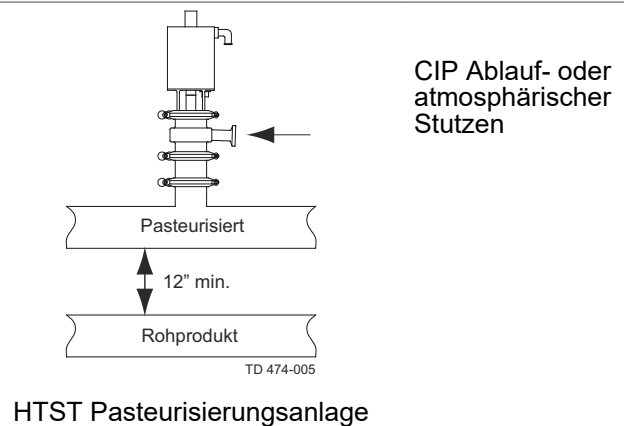 CIP Ablauf- oder
atmosphärischer
Stutzen
Pasteurisiert
12” min.
Rohprodukt
TD 474-005
HTST Pasteurisierungsanlage